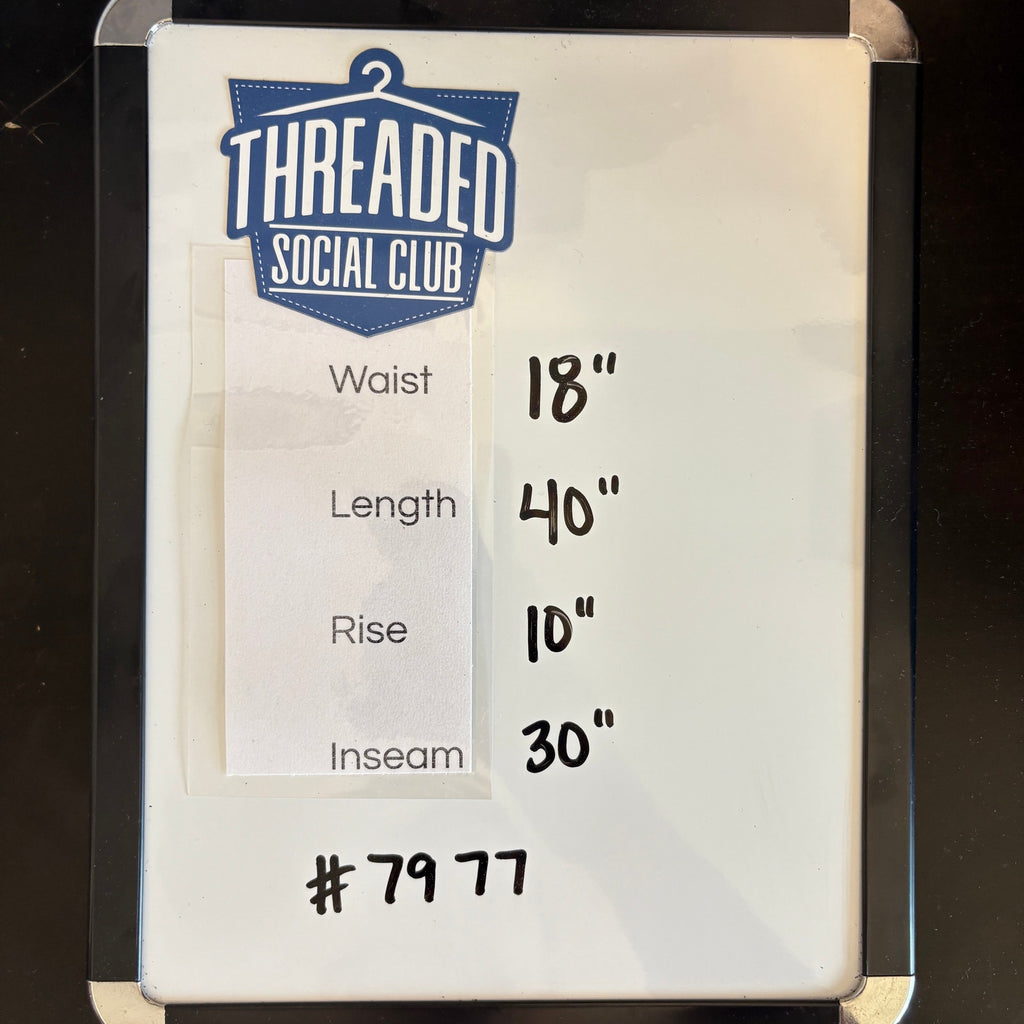 THREADED
SOCIAL CLUB
Waist 18"
Length 40"
Rise 10"
Inseam 30"
#7977